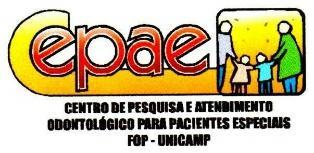 Cepae
CENTRO DE PESQUISA E ATENDIMENTO
ODONTOLÓGICO PARA PACIENTES ESPECIAIS
FOP - UNICAMP